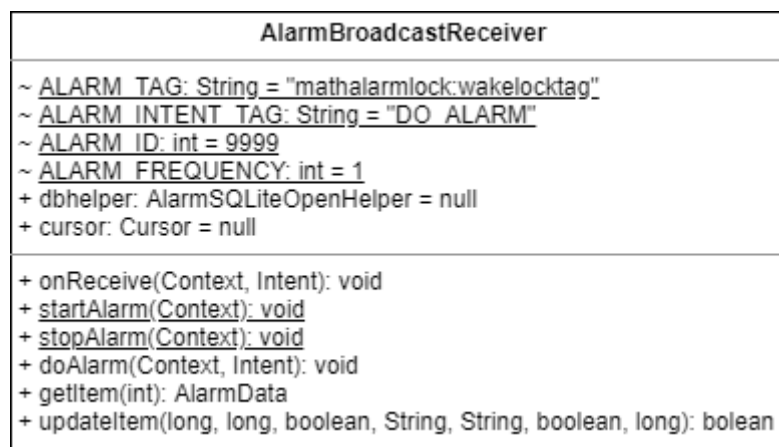 AlarmBroadcastReceiver
~ ALARM_TAG: String = "mathalarmlock:wakelocktag"
~ ALARM_INTENT_TAG: String = "DO_ALARM"
~ ALARM_ID: int = 9999
~ ALARM_FREQUENCY: int = 1
+ dbhelper: AlarmSQLiteOpenHelper = null
+ cursor: Cursor = null
+ onReceive(Context, Intent): void
+ startAlarm(Context): void
+ stopAlarm(Context): void
+ doAlarm(Context, Intent): void
+ getItem(int): AlarmData
+ updateItem(long, long, boolean, String, String, boolean, long): bolean